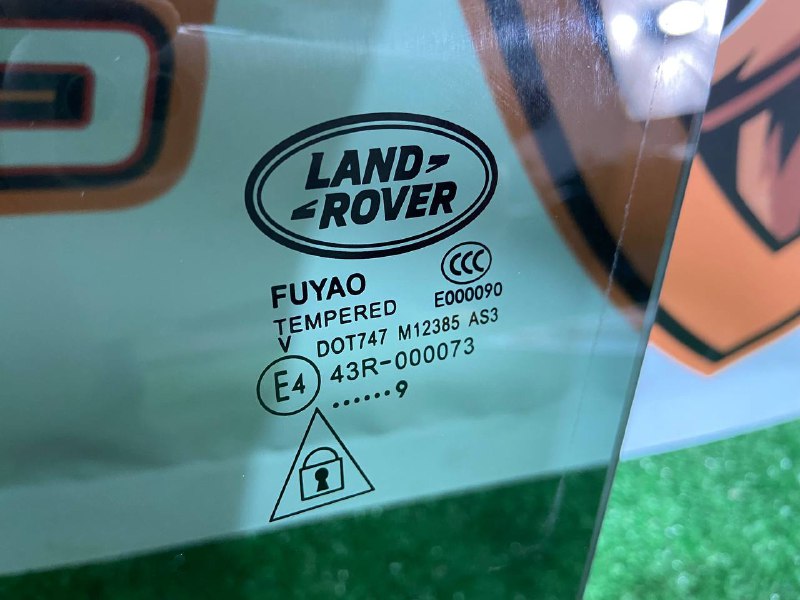 LAND
ROVER
CCC
FUYAO
E000090
TEMPERED
V DOT747 M12385 AS3
E4 43R-000073
......9